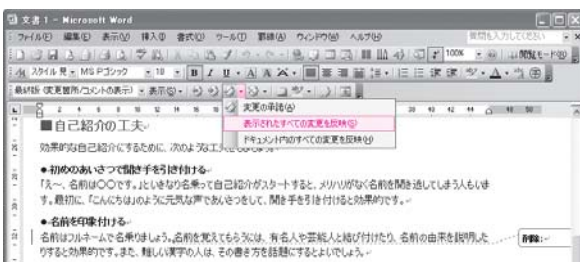 文書 1 - Microsoft Word
ファイル(F) 編集(E) 表示(V) 挿入(I) 書式(O) ツール(T) 罫線(A) ウィンドウ(W) ヘルプ(H) 質問を入力してください
100% 閲覧モード(R)
スタイル 見 MS Pゴシック 18 B I U A A
最終版 (変更箇所/コメントの表示) 表示(S)
変更の承諾(A)
表示されたすべての変更を反映(S)
ドキュメント内のすべての変更を反映(H)
■自己紹介の工夫
効果的な自己紹介にするために、次のような工夫をしましょう。
●初めのあいさつで聞き手を引き付ける
「え～、名前は○○です。」といきなり名乗って自己紹介がスタートすると、メリハリがなく名前を聞き逃してしまう人もいま
す。最初に、「こんにちは」のように元気な声であいさつをして、聞き手を引き付けると効果的です。
●名前を印象付ける
名前はフルネームで名乗りましょう。名前を覚えてもらうには、有名人や芸能人と結び付けたり、名前の由来を説明した
りすると効果的です。また、難しい漢字の人は、その書き方を話題にするとよいでしょう。
削除: